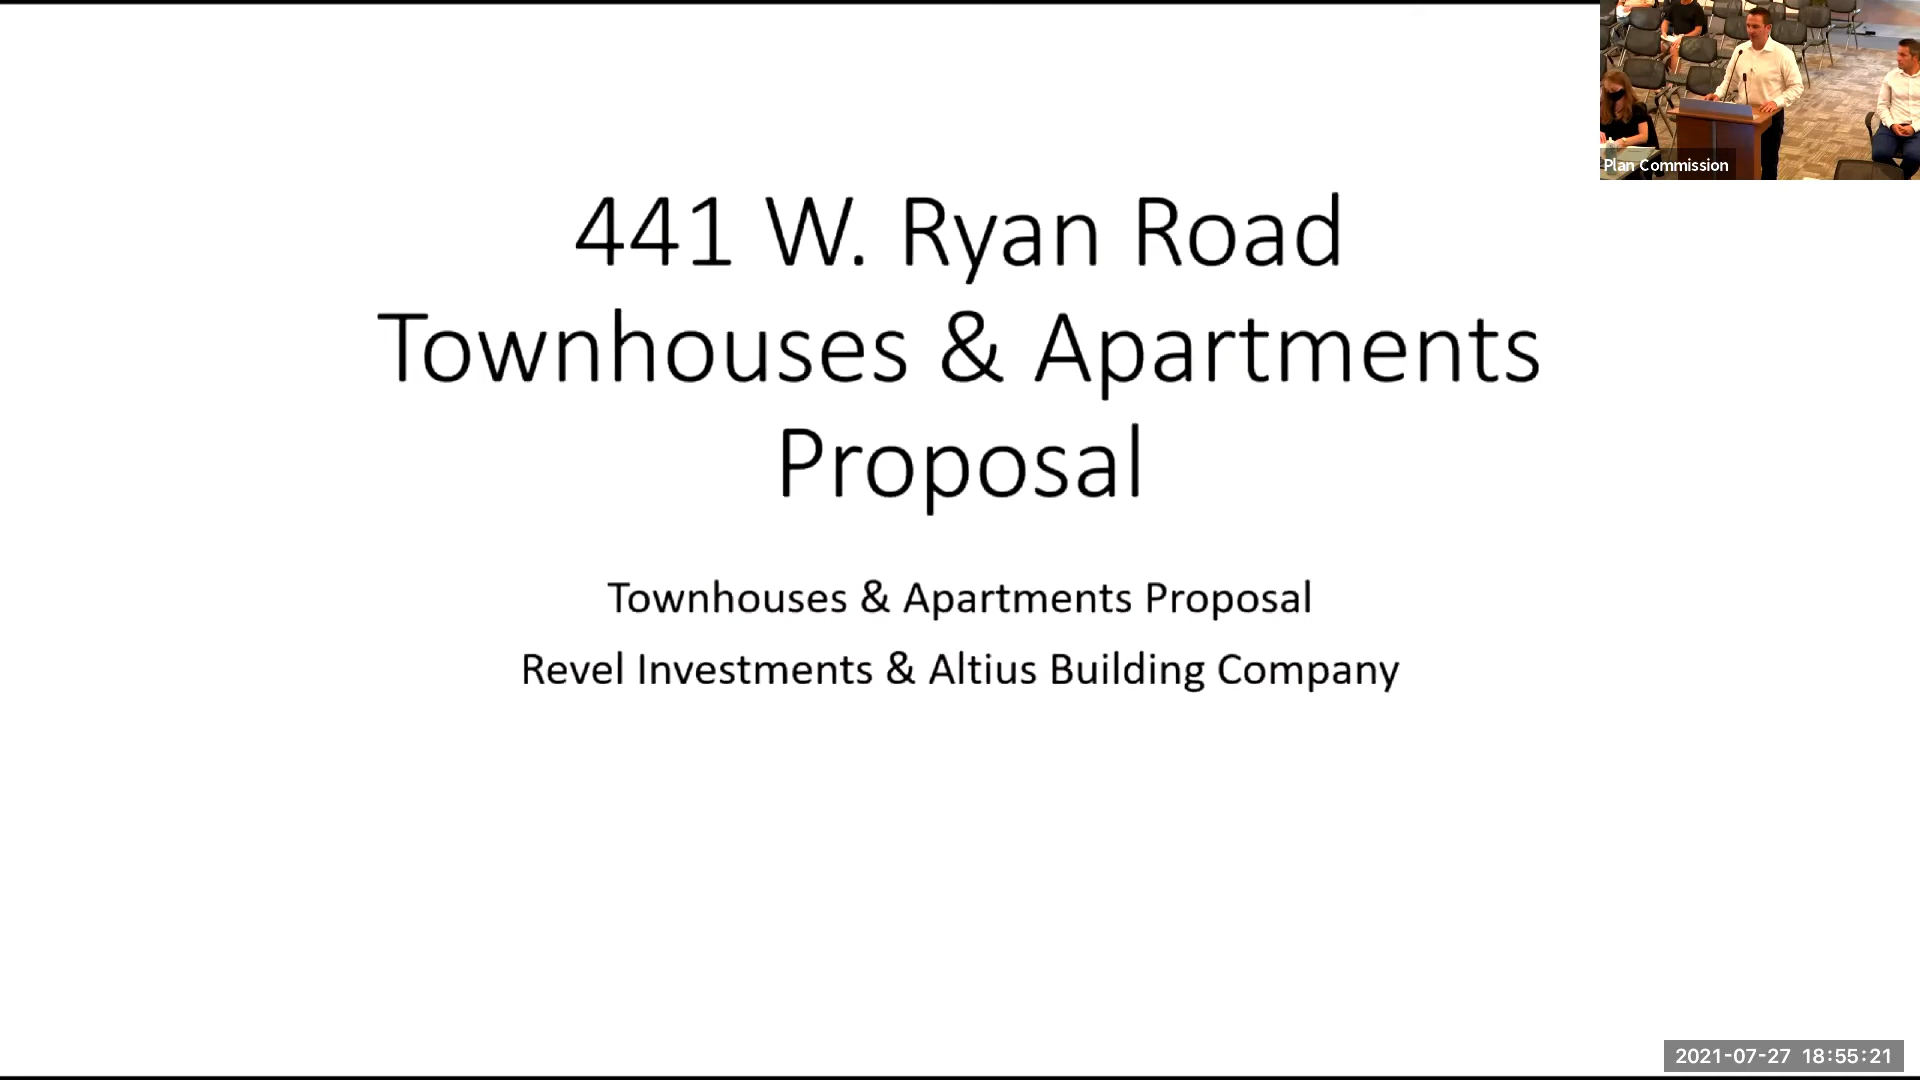 Plan Commission
441 W. Ryan Road
Townhouses & Apartments
Proposal
Townhouses & Apartments Proposal
Revel Investments & Altius Building Company
2021-07-27 18:55:21